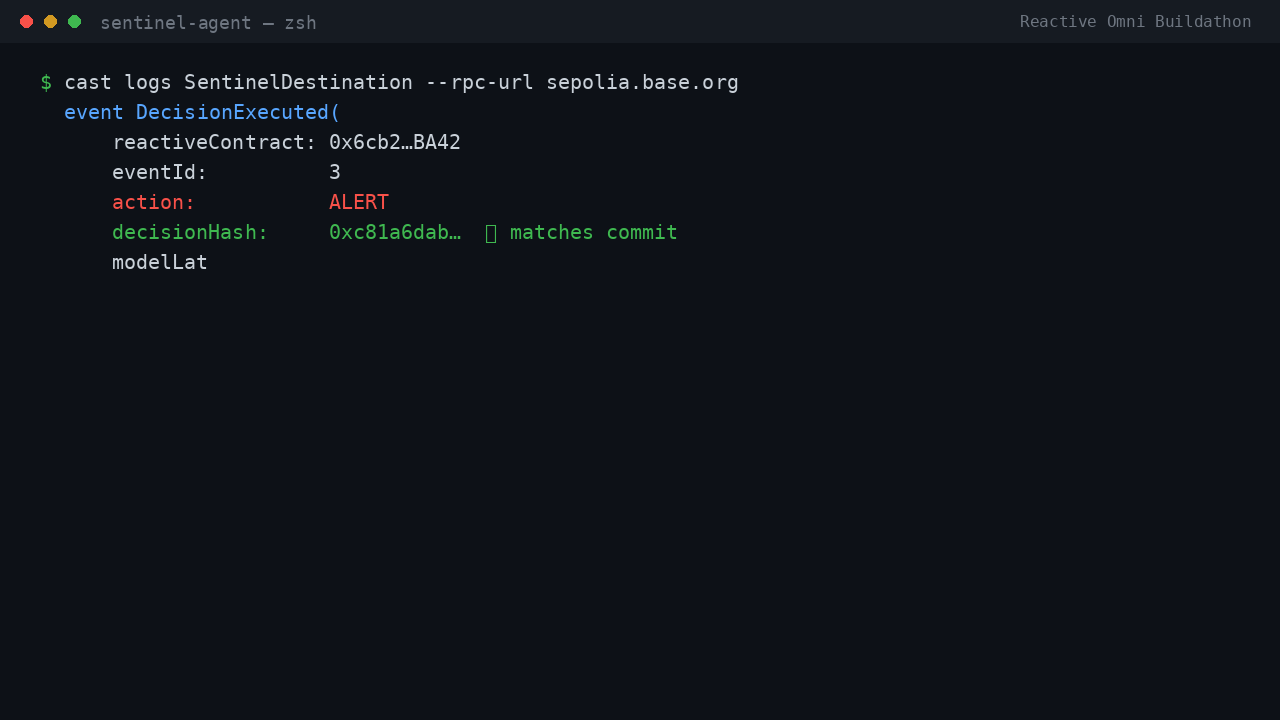 sentinel-agent — zsh
Reactive Omni Buildathon
$ cast logs SentinelDestination --rpc-url sepolia.base.org
event DecisionExecuted(
reactiveContract: 0x6cb2…BA42
eventId: 3
action: ALERT
decisionHash: 0xc81a6dab… ▯ matches commit
modelLat